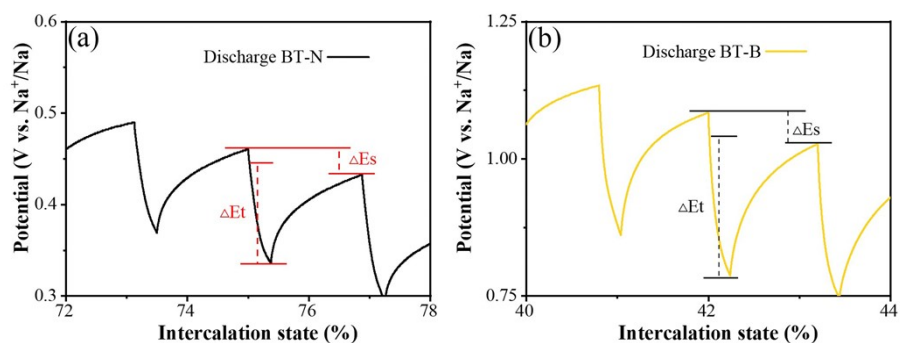 (a)
Discharge BT-N
Potential (V vs. Na⁺/Na)
0.6
0.5
0.4
0.3
△Es
△Et
72
74
76
78
Intercalation state (%)
(b)
Discharge BT-B
Potential (V vs. Na⁺/Na)
1.25
1.00
0.75
△Es
△Et
40
42
44
Intercalation state (%)